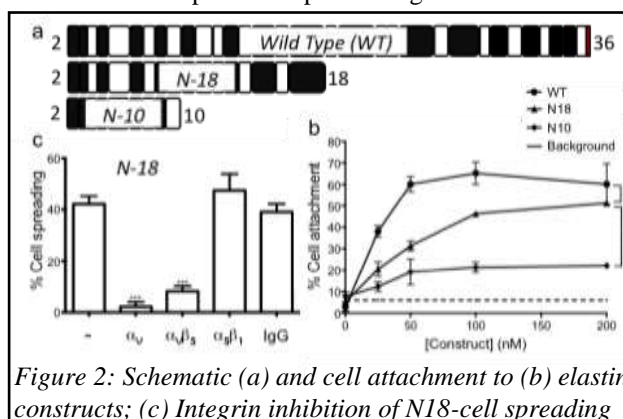 a
2 Wild Type (WT) 36
2 N-18 18
2 N-10 10
c
N-18
% Cell spreading
60
40
20
0
- αV αVβ3 α5β1 IgG
b
WT
N18
N10
Background
% Cell attachment
80
70
60
50
40
30
20
10
0
0 50 100 150 200
[Construct] (nM)
Figure 2: Schematic (a) and cell attachment to (b) elastin
constructs; (c) Integrin inhibition of N18-cell spreading